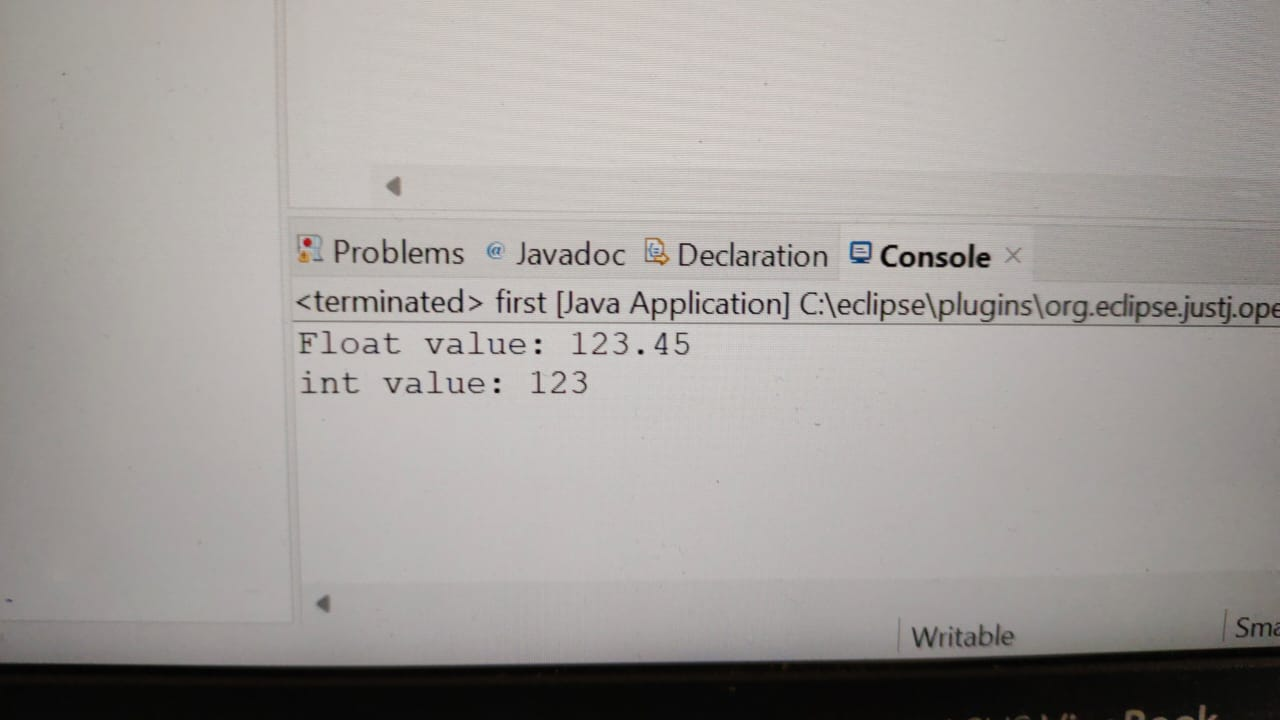 Problems @ Javadoc Declaration Console
<terminated> first [Java Application] C:\eclipse\plugins\org.eclipse.justj.ope
Float value: 123.45
int value: 123
Writable
Sma